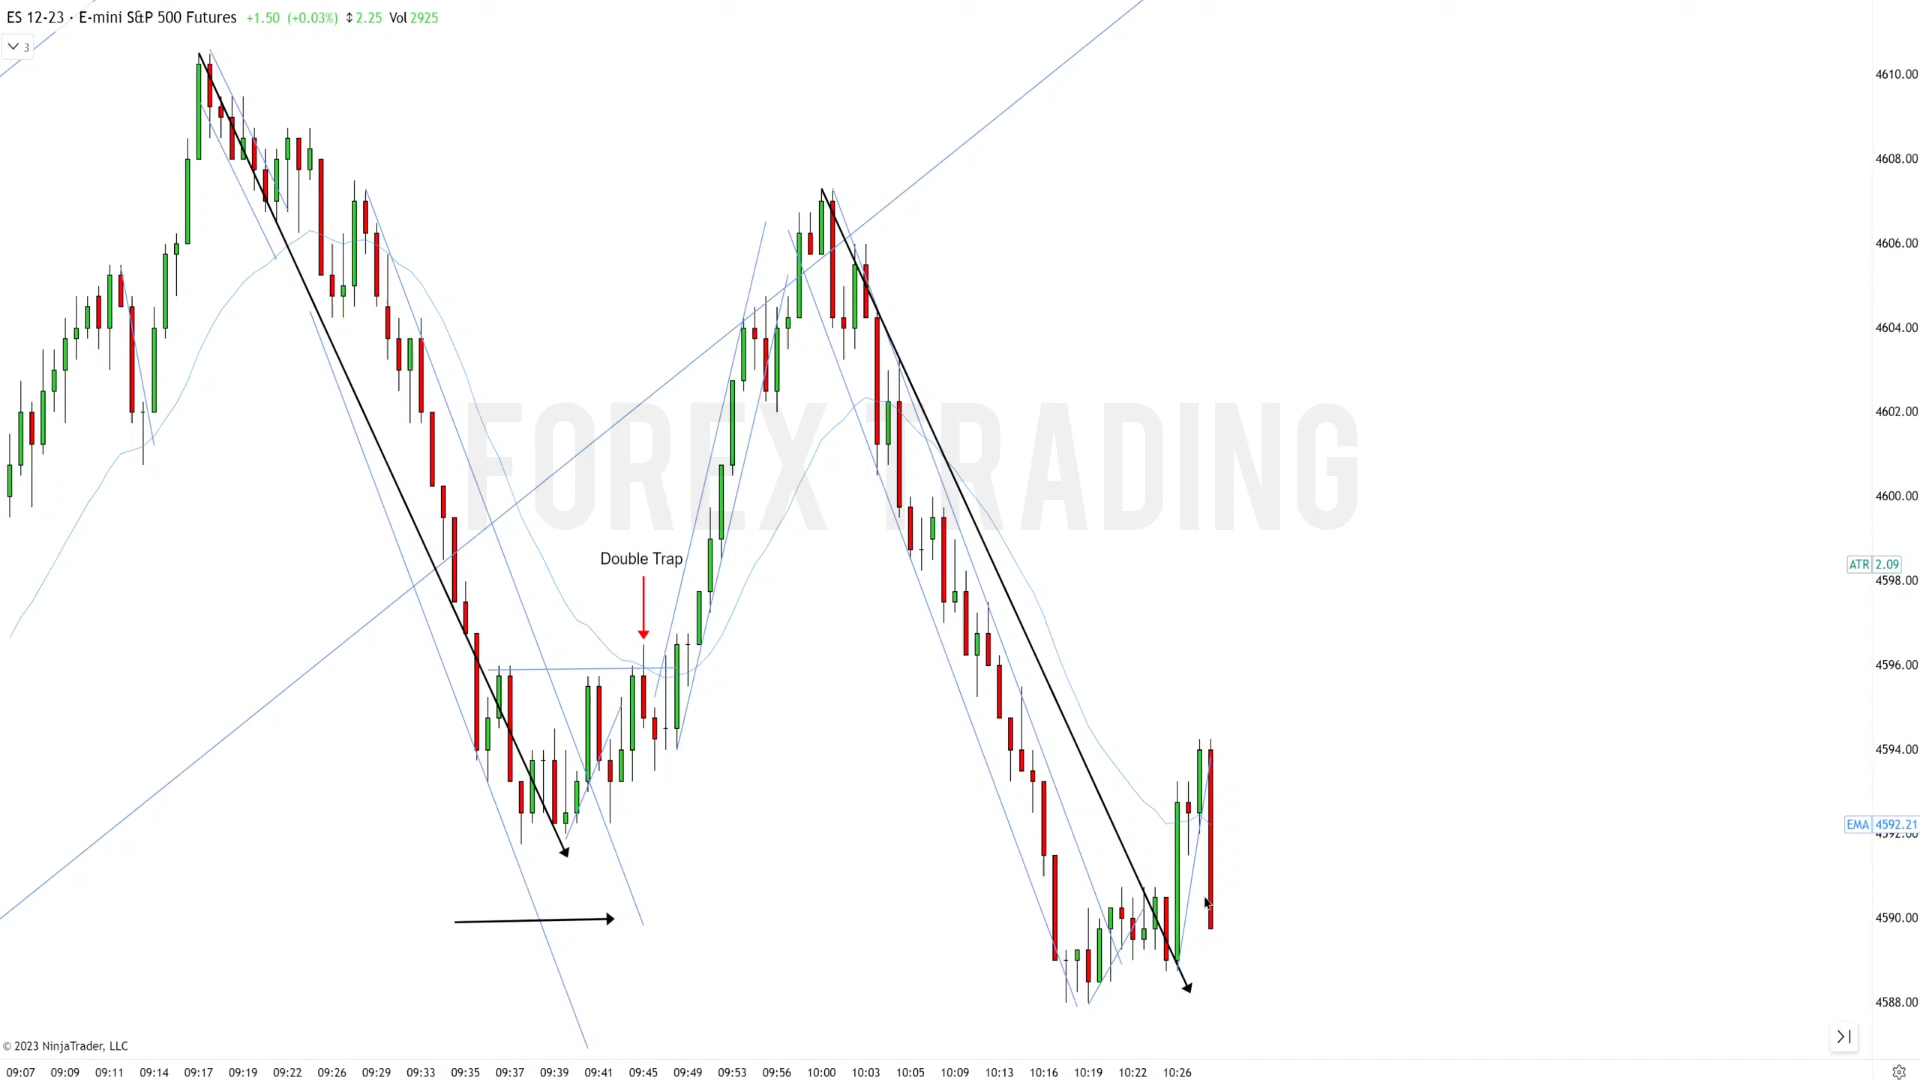 ES 12-23 · E-mini S&P 500 Futures +1.50 (+0.03%) ↕ 2.25 Vol 2925
3
4610.00
4608.00
4606.00
4604.00
4602.00
FOREX TRADING
4600.00
Double Trap
ATR 2.09
4598.00
4596.00
4594.00
EMA 4592.21
4592.00
4590.00
4588.00
© 2023 NinjaTrader, LLC
09:07 09:09 09:11 09:14 09:17 09:19 09:22 09:26 09:29 09:33 09:35 09:37 09:39 09:41 09:45 09:49 09:53 09:56 10:00 10:03 10:05 10:09 10:13 10:16 10:19 10:22 10:26